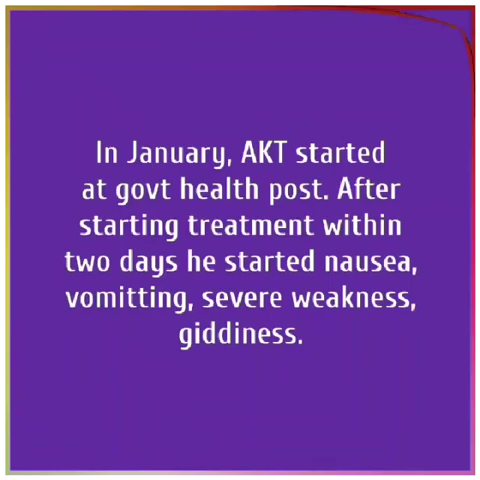 In January, AKT started
at govt health post. After
starting treatment within
two days he started nausea,
vomitting, severe weakness,
giddiness.